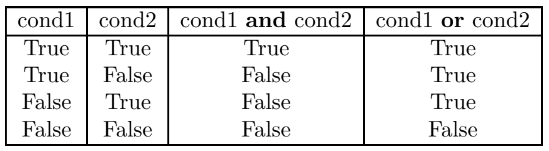 cond1 cond2 cond1 and cond2 cond1 or cond2
True True True True
True False False True
False True False True
False False False False